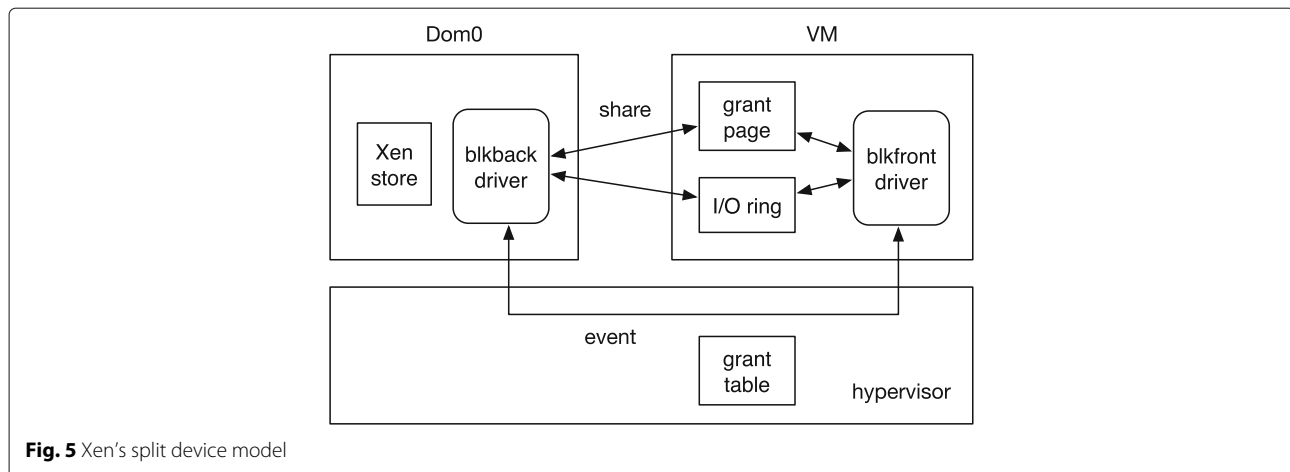 Dom0
VM
share
Xen
store
blkback
driver
grant
page
I/O ring
blkfront
driver
event
grant
table
hypervisor
Fig. 5 Xen’s split device model